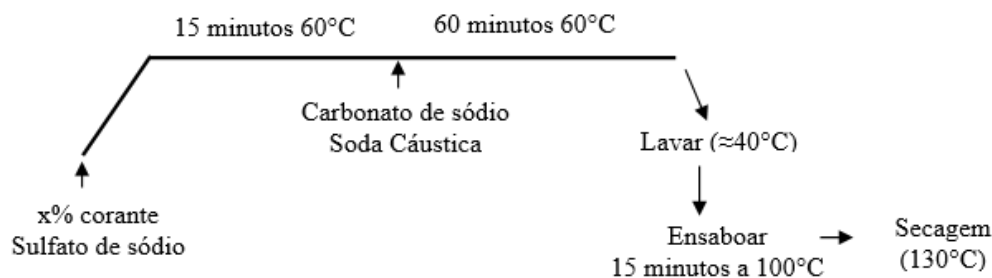 15 minutos 60°C
60 minutos 60°C
Carbonato de sódio
Soda Cáustica
Lavar (≈40°C)
x% corante
Sulfato de sódio
Ensaboar
15 minutos a 100°C
Secagem
(130°C)